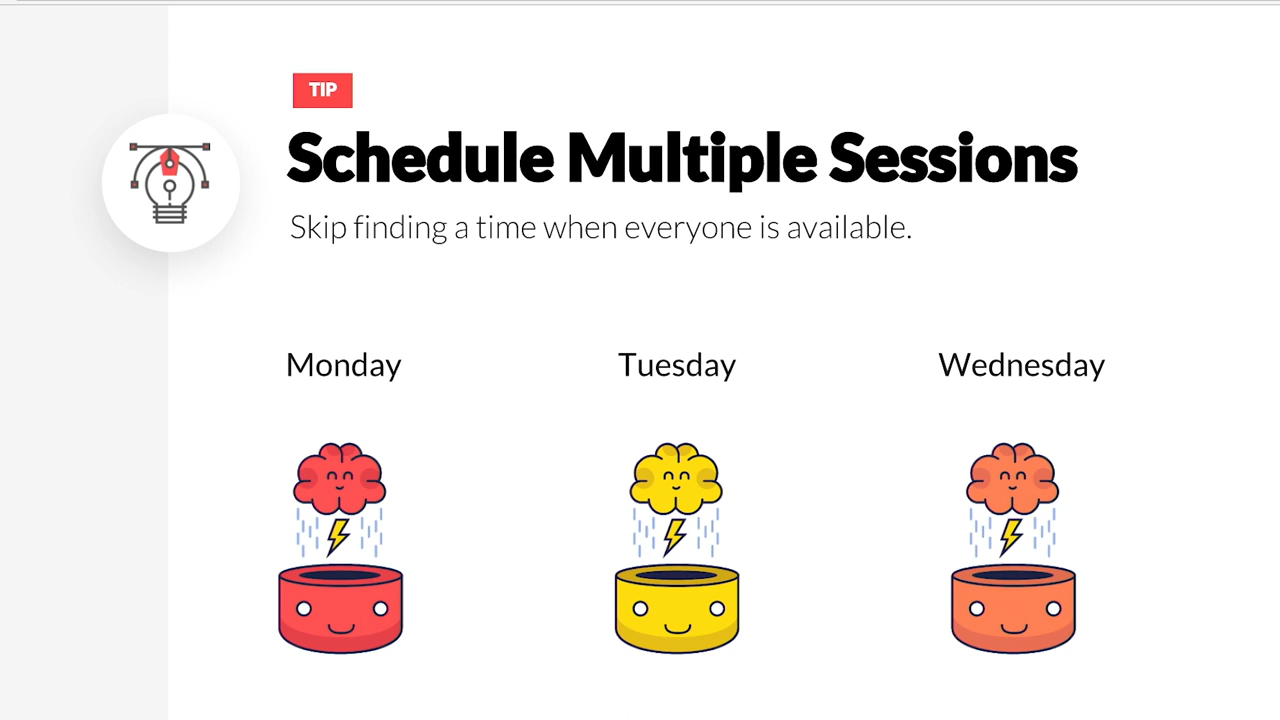 TIP
Schedule Multiple Sessions
Skip finding a time when everyone is available.
Monday Tuesday Wednesday